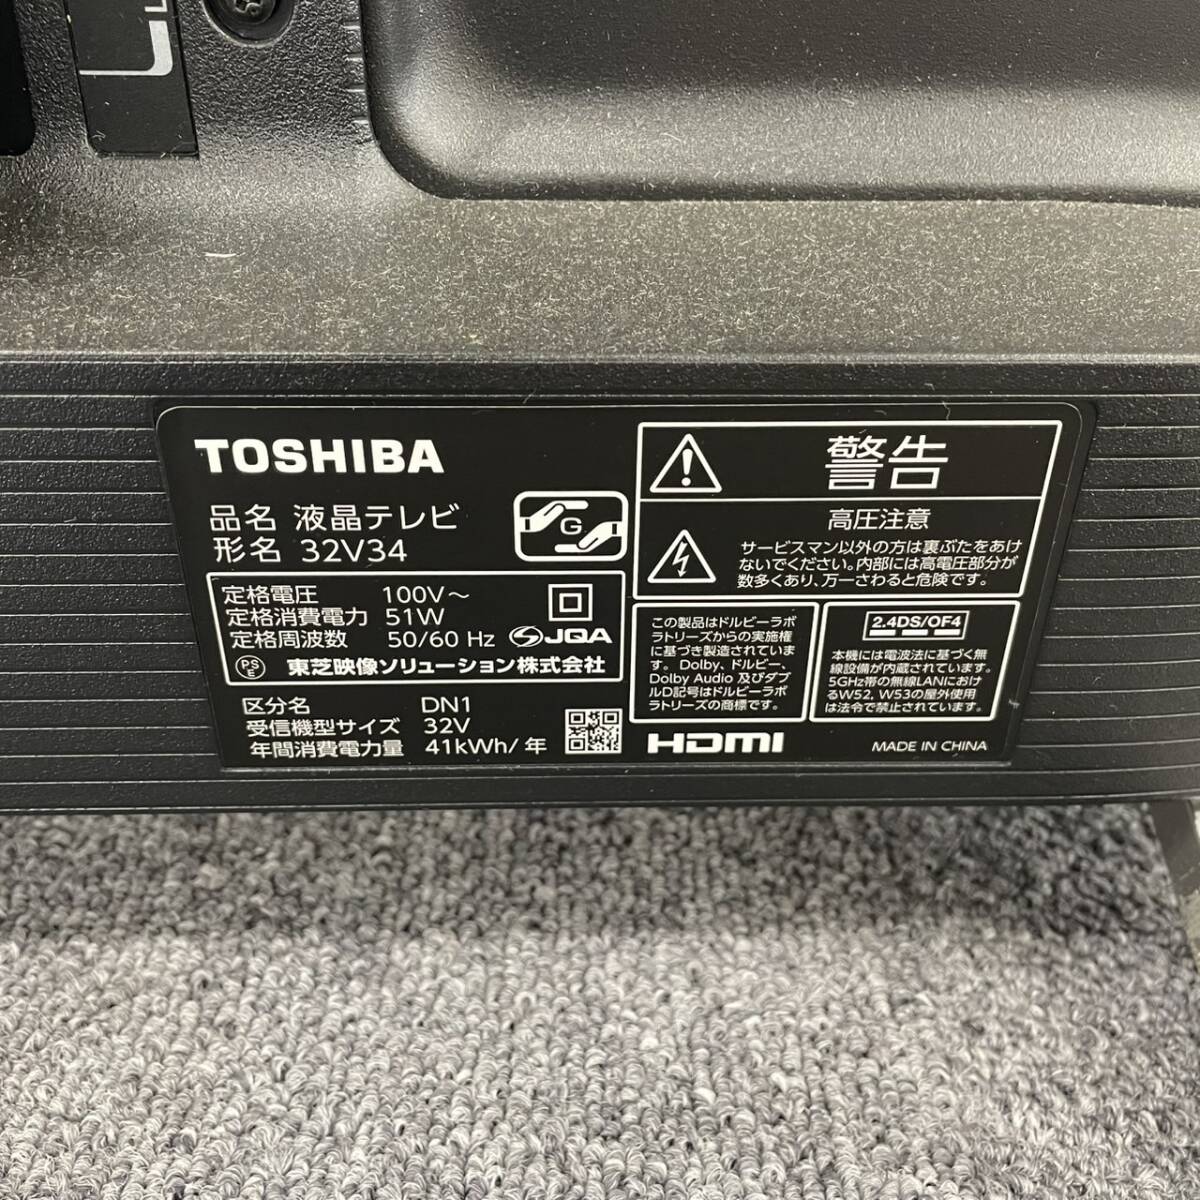 TOSHIBA
品名 液晶テレビ
形名 32V34
G
定格電圧 100V～
定格消費電力 51W
定格周波数 50/60 Hz
JQA
PSE 東芝映像ソリューション株式会社
区分名 DN1
受信機型サイズ 32V
年間消費電力量 41kWh/年
警告
高圧注意
サービスマン以外の方は裏ぶたをあけ
ないでください。内部には高電圧部分が
数多くあり、万一さわると危険です。
この製品はドルビーラボ
ラトリーズからの実施権
に基づき製造されていま
す。Dolby、ドルビー、
Dolby Audio 及びダブ
ルD記号はドルビーラボ
ラトリーズの商標です。
2.4DS/OF4
本機には電波法に基づく無
線設備が内蔵されています。
5GHz帯の無線LANにおけ
るW52, W53の屋外使用
は法令で禁止されています。
HDMI
MADE IN CHINA